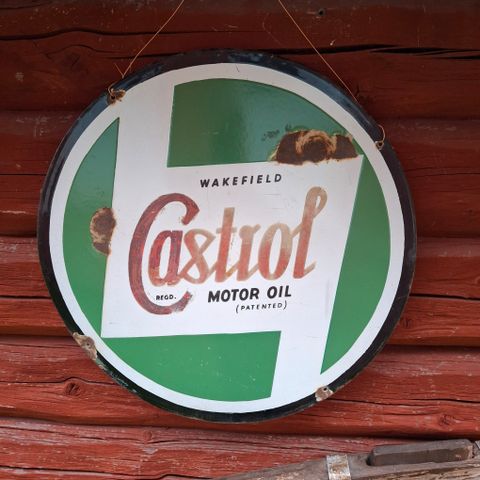 WAKEFIELD
Castrol
REGD. MOTOR OIL
(PATENTED)